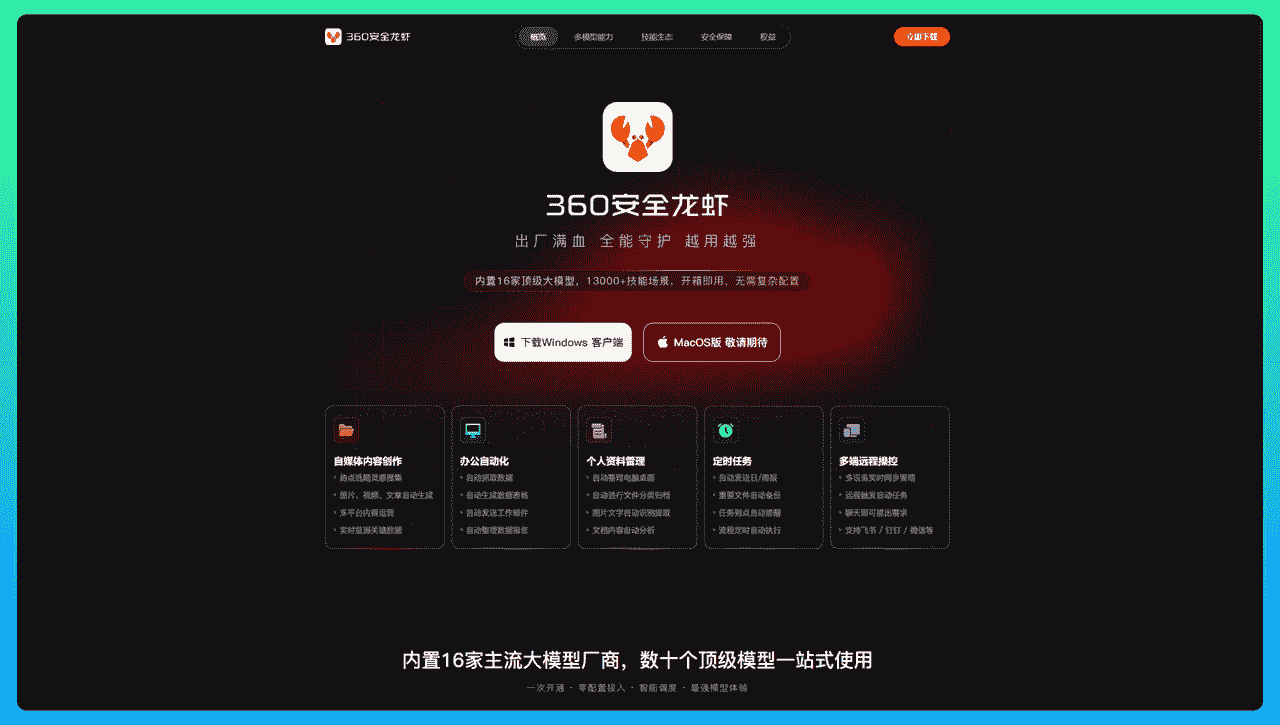 360安全龙虾
概览
多模型能力
技能生态
安全保障
权益
立即下载
360安全龙虾
出厂满血 全能守护 越用越强
内置16家顶级大模型，13000+技能场景，开箱即用、无需复杂配置
下载Windows 客户端
MacOS版 敬请期待
自媒体内容创作
• 热点选题灵感搜集
• 图片、视频、文章自动生成
• 多平台内容运营
• 实时监测关键数据
办公自动化
• 自动抓取数据
• 自动生成数据表格
• 自动发送工作邮件
• 自动整理数据报告
个人资料管理
• 自动整理电脑桌面
• 自动进行文件分类归档
• 图片文字自动识别提取
• 文档内容自动分析
定时任务
• 自动发送日/周报
• 重要文件自动备份
• 任务到点自动提醒
• 流程定时自动执行
多端远程操控
• 多设备实时同步管理
• 远程触发自动任务
• 聊天即可提出需求
• 支持飞书 / 钉钉 / 微信等
内置16家主流大模型厂商，数十个顶级模型一站式使用
一次开通 · 零配置接入 · 智能调度 · 最强模型体验